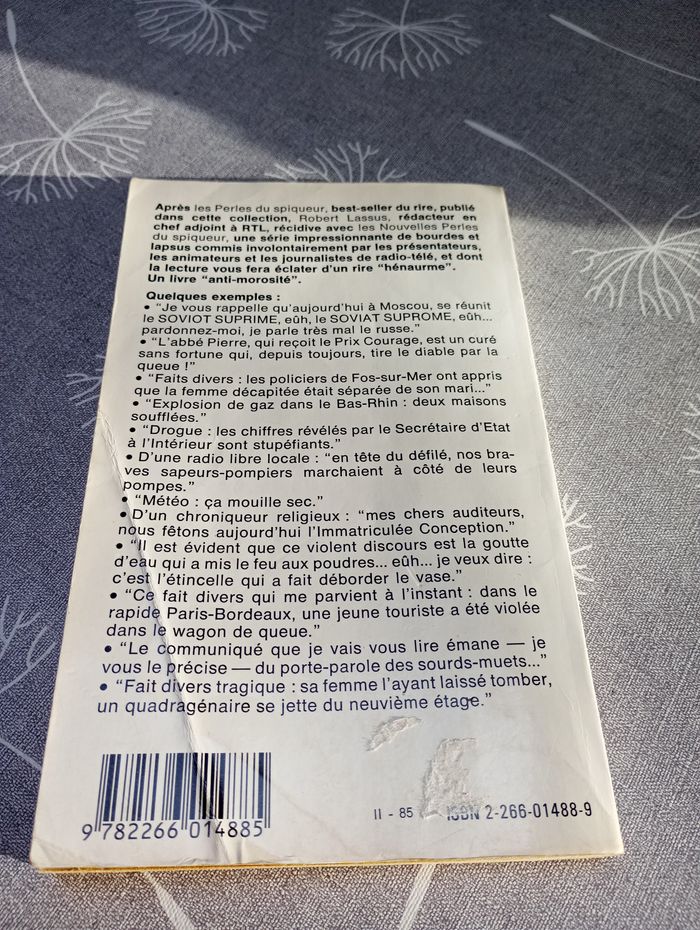 Après les Perles du spiqueur, best-seller du rire, publié
dans cette collection, Robert Lassus, rédacteur en
chef adjoint à RTL, récidive avec les Nouvelles Perles
du spiqueur, une série impressionnante de bourdes et
lapsus commis involontairement par les présentateurs,
les animateurs et les journalistes de radio-télé, et dont
la lecture vous fera éclater d'un rire "hénaurme".
Un livre "anti-morosité".
Quelques exemples :
• "Je vous rappelle qu'aujourd'hui à Moscou, se réunit
le SOVIOT SUPRIME, eûh, le SOVIAT SUPROME, eûh...
pardonnez-moi, je parle très mal le russe."
• "L'abbé Pierre, qui reçoit le Prix Courage, est un curé
sans fortune qui, depuis toujours, tire le diable par la
queue !"
• "Faits divers : les policiers de Fos-sur-Mer ont appris
que la femme décapitée était séparée de son mari..."
• "Explosion de gaz dans le Bas-Rhin : deux maisons
soufflées."
• "Drogue : les chiffres révélés par le Secrétaire d'Etat
à l'Intérieur sont stupéfiants."
• D'une radio libre locale : "en tête du défilé, nos bra-
ves sapeurs-pompiers marchaient à côté de leurs
pompes."
• "Météo : ça mouille sec."
• D'un chroniqueur religieux : "mes chers auditeurs,
nous fêtons aujourd'hui l'Immatriculée Conception."
• "Il est évident que ce violent discours est la goutte
d'eau qui a mis le feu aux poudres... eûh... je veux dire :
c'est l'étincelle qui a fait déborder le vase."
• "Ce fait divers qui me parvient à l'instant : dans le
rapide Paris-Bordeaux, une jeune touriste a été violée
dans le wagon de queue."
• "Le communiqué que je vais vous lire émane — je
vous le précise — du porte-parole des sourds-muets..."
• "Fait divers tragique : sa femme l'ayant laissé tomber,
un quadragénaire se jette du neuvième étage."
9 782266 014885
II - 85 ISBN 2-266-01488-9